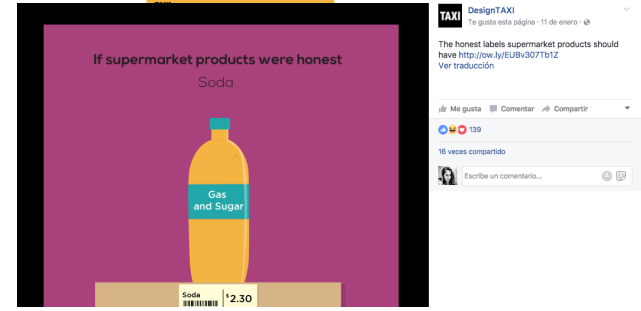 If supermarket products were honest
Soda
Gas
and Sugar
Soda
$2.30
TAXI
DesignTAXI
Te gusta esta página · 11 de enero ·
The honest labels supermarket products should
have http://ow.ly/EUBv307Tb1Z
Ver traducción
Me gusta Comentar Compartir
139
16 veces compartido
Escribe un comentario...